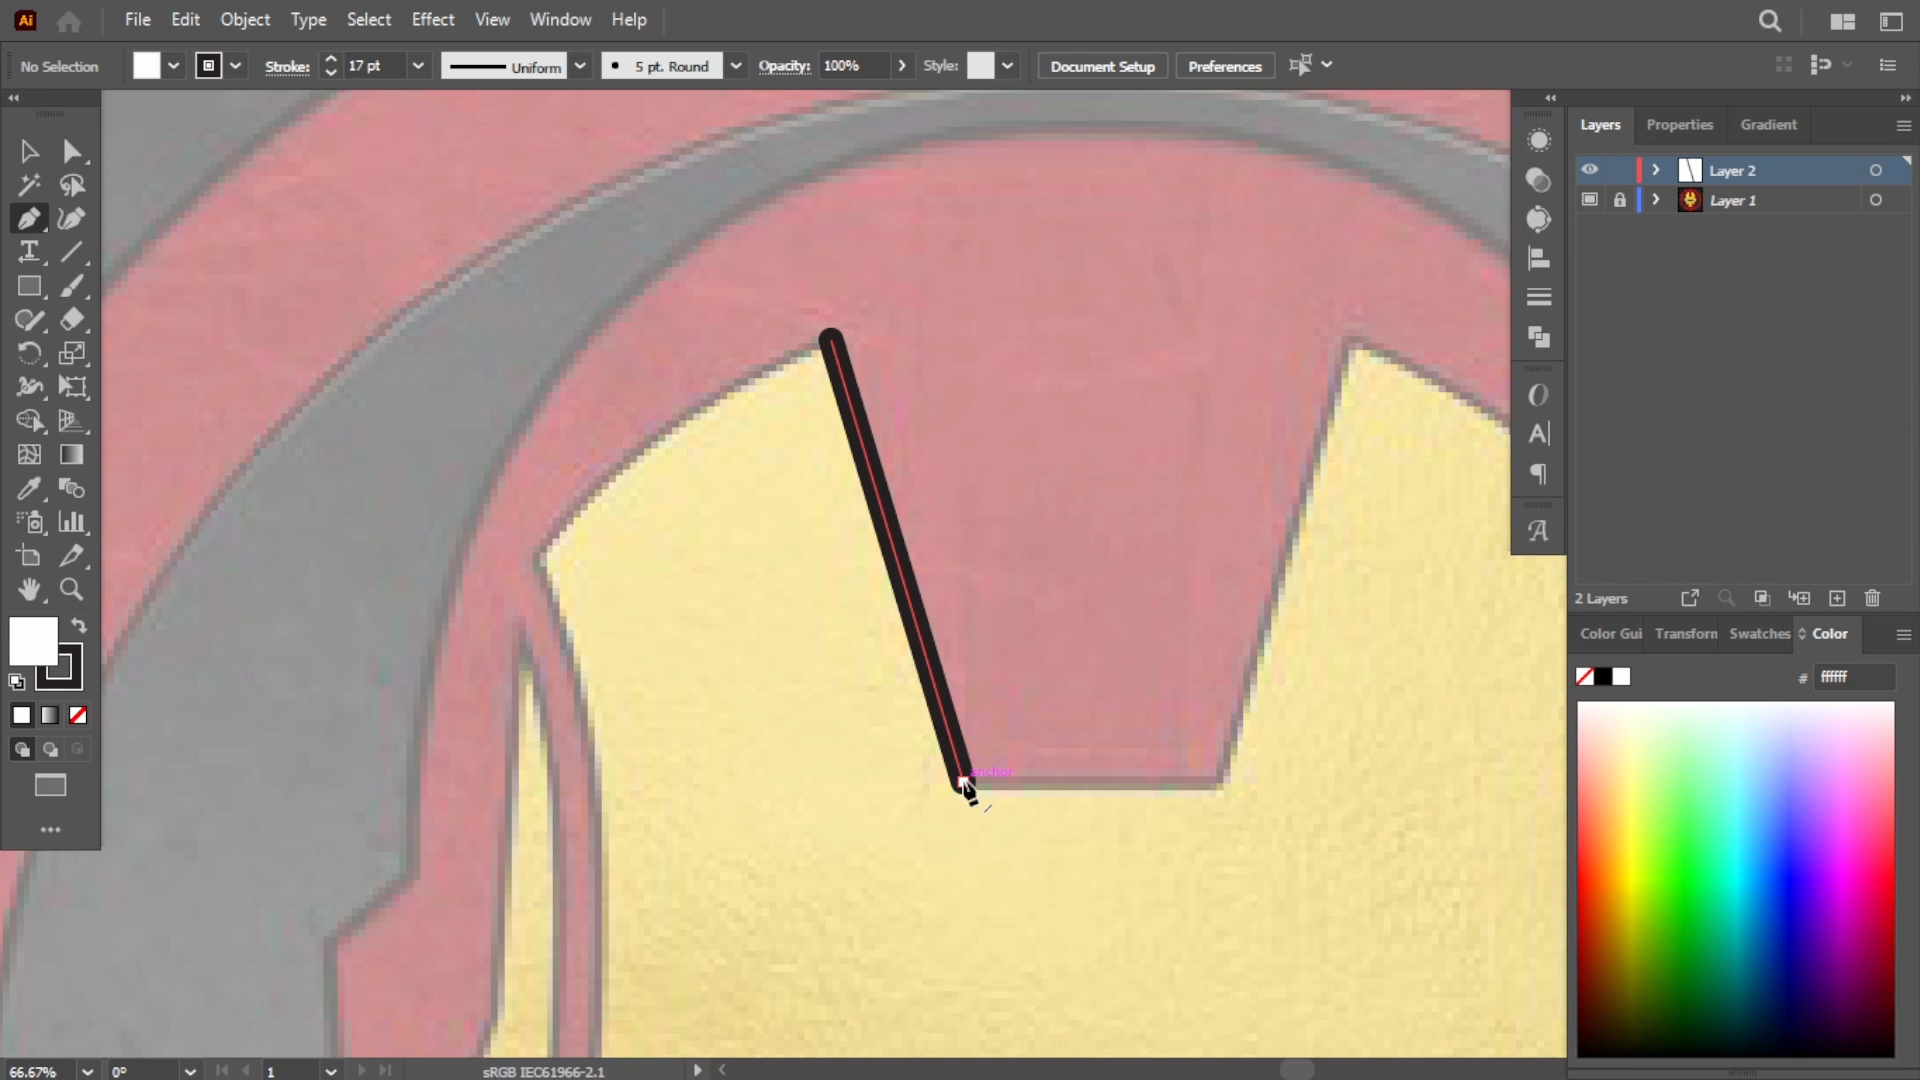 Ai File Edit Object Type Select Effect View Window Help
No Selection Stroke: 17 pt Uniform 5 pt. Round Opacity: 100% Style: Document Setup Preferences
Layers Properties Gradient
Layer 2
Layer 1
anchor
2 Layers
Color Gui Transform Swatches Color
# ffffff
66.67% 0° 1 sRGB IEC61966-2.1